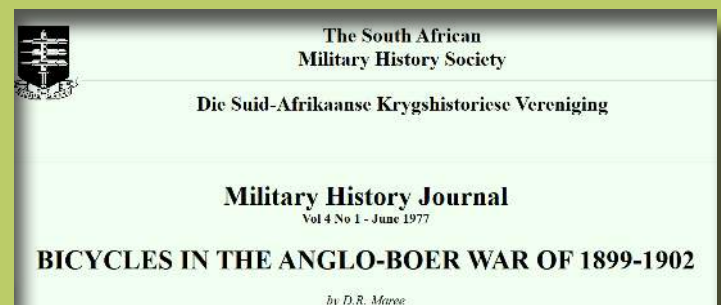 The South African
Military History Society
Die Suid-Afrikaanse Krygshistoriese Vereniging
Military History Journal
Vol 4 No 1 - June 1977
BICYCLES IN THE ANGLO-BOER WAR OF 1899-1902
by D.R. Maree